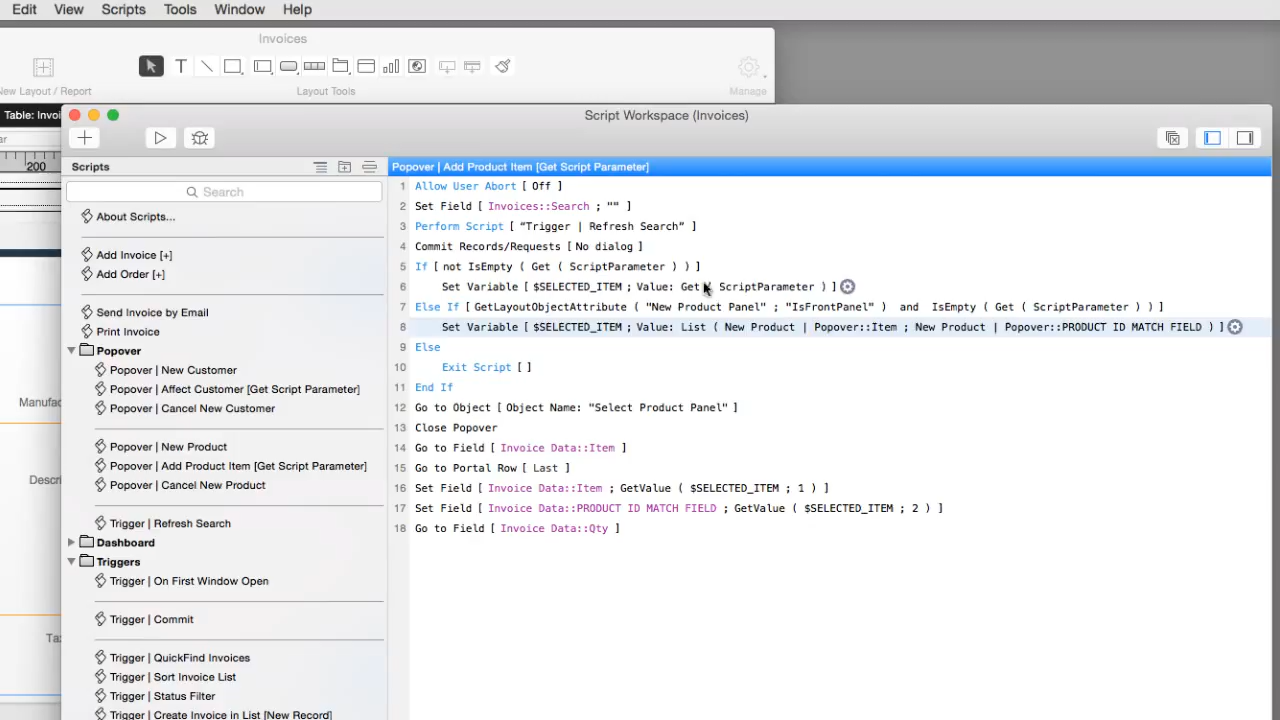 Edit View Scripts Tools Window Help
Invoices
New Layout / Report
Layout Tools
Manage
Table: Invoi
Script Workspace (Invoices)
200
Scripts
Search
About Scripts...
Add Invoice [+]
Add Order [+]
Send Invoice by Email
Print Invoice
Popover
Popover | New Customer
Popover | Affect Customer [Get Script Parameter]
Popover | Cancel New Customer
Popover | New Product
Popover | Add Product Item [Get Script Parameter]
Popover | Cancel New Product
Trigger | Refresh Search
Dashboard
Triggers
Trigger | On First Window Open
Trigger | Commit
Trigger | QuickFind Invoices
Trigger | Sort Invoice List
Trigger | Status Filter
Trigger | Create Invoice in List [New Record]
Manufac
Descri
Ta
Popover | Add Product Item [Get Script Parameter]
1 Allow User Abort [ Off ]
2 Set Field [ Invoices::Search ; "" ]
3 Perform Script [ “Trigger | Refresh Search” ]
4 Commit Records/Requests [ No dialog ]
5 If [ not IsEmpty ( Get ( ScriptParameter ) ) ]
6 Set Variable [ $SELECTED_ITEM ; Value: Get ( ScriptParameter ) ]
7 Else If [ GetLayoutObjectAttribute ( "New Product Panel" ; "IsFrontPanel" ) and IsEmpty ( Get ( ScriptParameter ) ) ]
8 Set Variable [ $SELECTED_ITEM ; Value: List ( New Product | Popover::Item ; New Product | Popover::PRODUCT ID MATCH FIELD ) ]
9 Else
10 Exit Script [ ]
11 End If
12 Go to Object [ Object Name: "Select Product Panel" ]
13 Close Popover
14 Go to Field [ Invoice Data::Item ]
15 Go to Portal Row [ Last ]
16 Set Field [ Invoice Data::Item ; GetValue ( $SELECTED_ITEM ; 1 ) ]
17 Set Field [ Invoice Data::PRODUCT ID MATCH FIELD ; GetValue ( $SELECTED_ITEM ; 2 ) ]
18 Go to Field [ Invoice Data::Qty ]